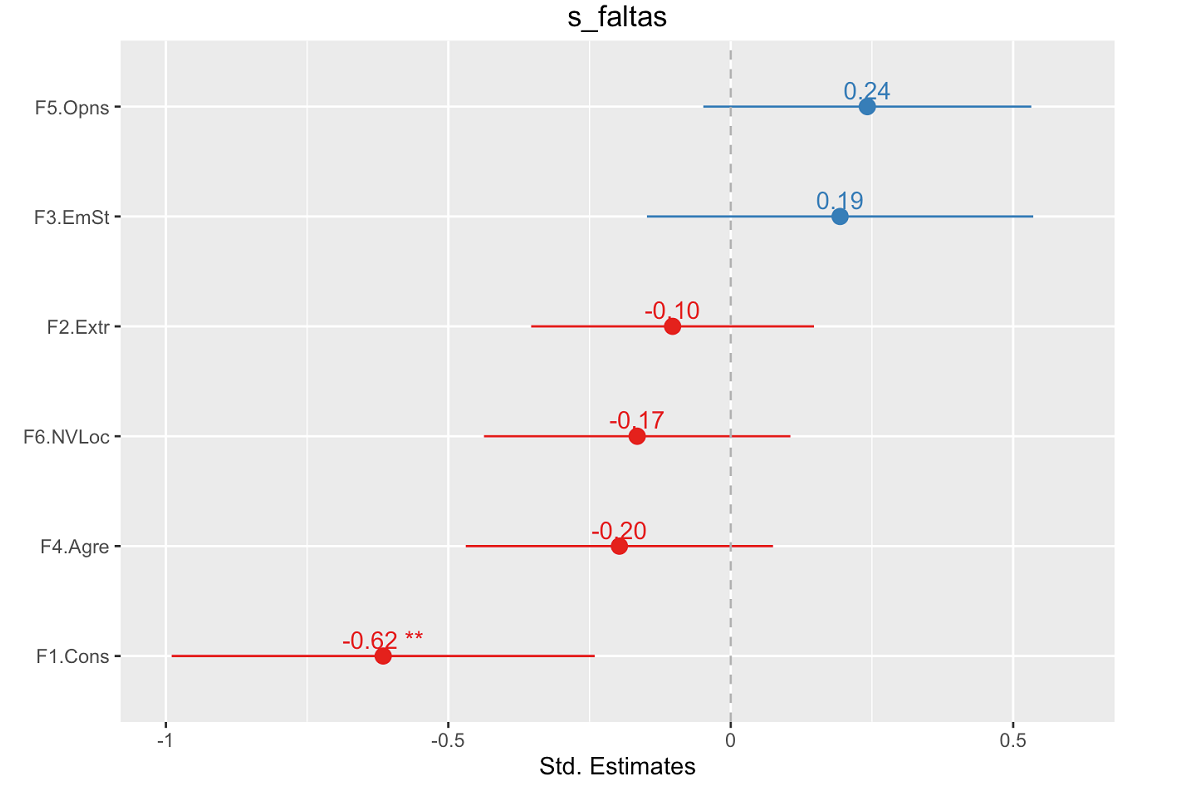 s_faltas
F5.Opns
0.24
F3.EmSt
0.19
F2.Extr
-0.10
F6.NVLoc
-0.17
F4.Agre
-0.20
F1.Cons
-0.62 **
-1
-0.5
0
0.5
Std. Estimates